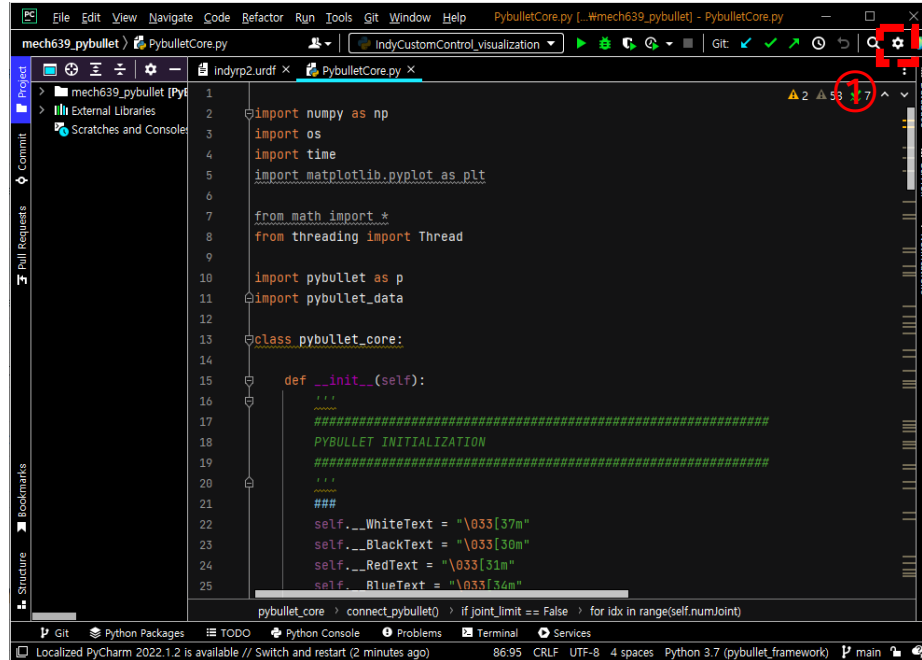 PC File Edit View Navigate Code Refactor Run Tools Git Window Help PybulletCore.py [...₩mech639_pybullet] - PybulletCore.py
mech639_pybullet 〉 PybulletCore.py IndyCustomControl_visualization Git:
indyrp2.urdf × PybulletCore.py ×
Project
Commit
Pull Requests
Bookmarks
Structure
mech639_pybullet [Py
External Libraries
Scratches and Consoles
2 53 7
①
1
2 import numpy as np
3 import os
4 import time
5 import matplotlib.pyplot as plt
6
7 from math import *
8 from threading import Thread
9
10 import pybullet as p
11 import pybullet_data
12
13 class pybullet_core:
14
15 def __init__(self):
16 '''
17 #############################################################
18 PYBULLET INITIALIZATION
19 #############################################################
20 '''
21 ###
22 self.__WhiteText = "\033[37m"
23 self.__BlackText = "\033[30m"
24 self.__RedText = "\033[31m"
25 self.__BlueText = "\033[34m"
pybullet_core › connect_pybullet() › if joint_limit == False › for idx in range(self.numJoint)
Git Python Packages TODO Python Console Problems Terminal Services
Localized PyCharm 2022.1.2 is available // Switch and restart (2 minutes ago) 86:95 CRLF UTF-8 4 spaces Python 3.7 (pybullet_framework) main